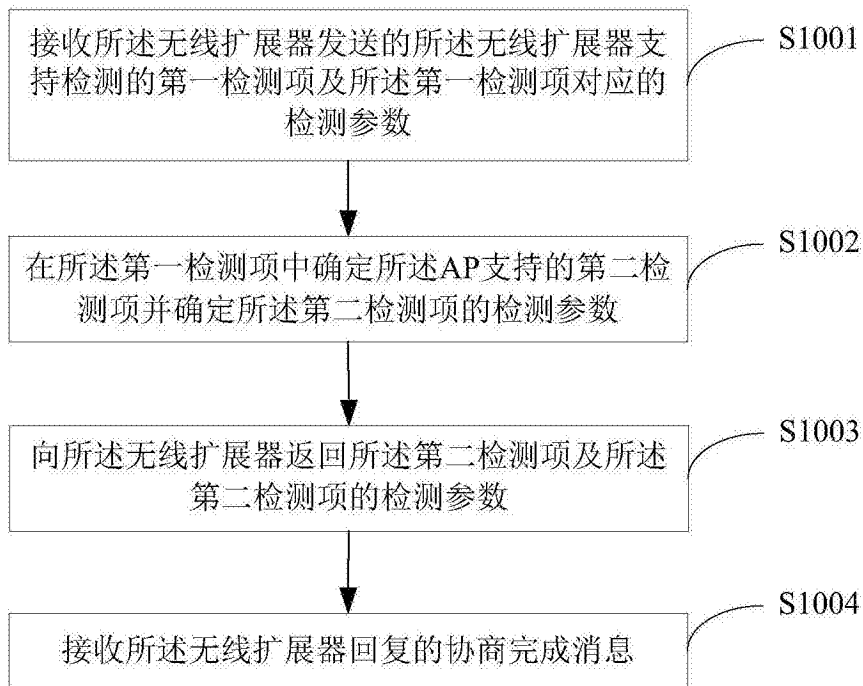 接收所述无线扩展器发送的所述无线扩展器支
持检测的第一检测项及所述第一检测项对应的
检测参数
S1001
在所述第一检测项中确定所述AP支持的第二检
测项并确定所述第二检测项的检测参数
S1002
向所述无线扩展器返回所述第二检测项及所述
第二检测项的检测参数
S1003
接收所述无线扩展器回复的协商完成消息
S1004